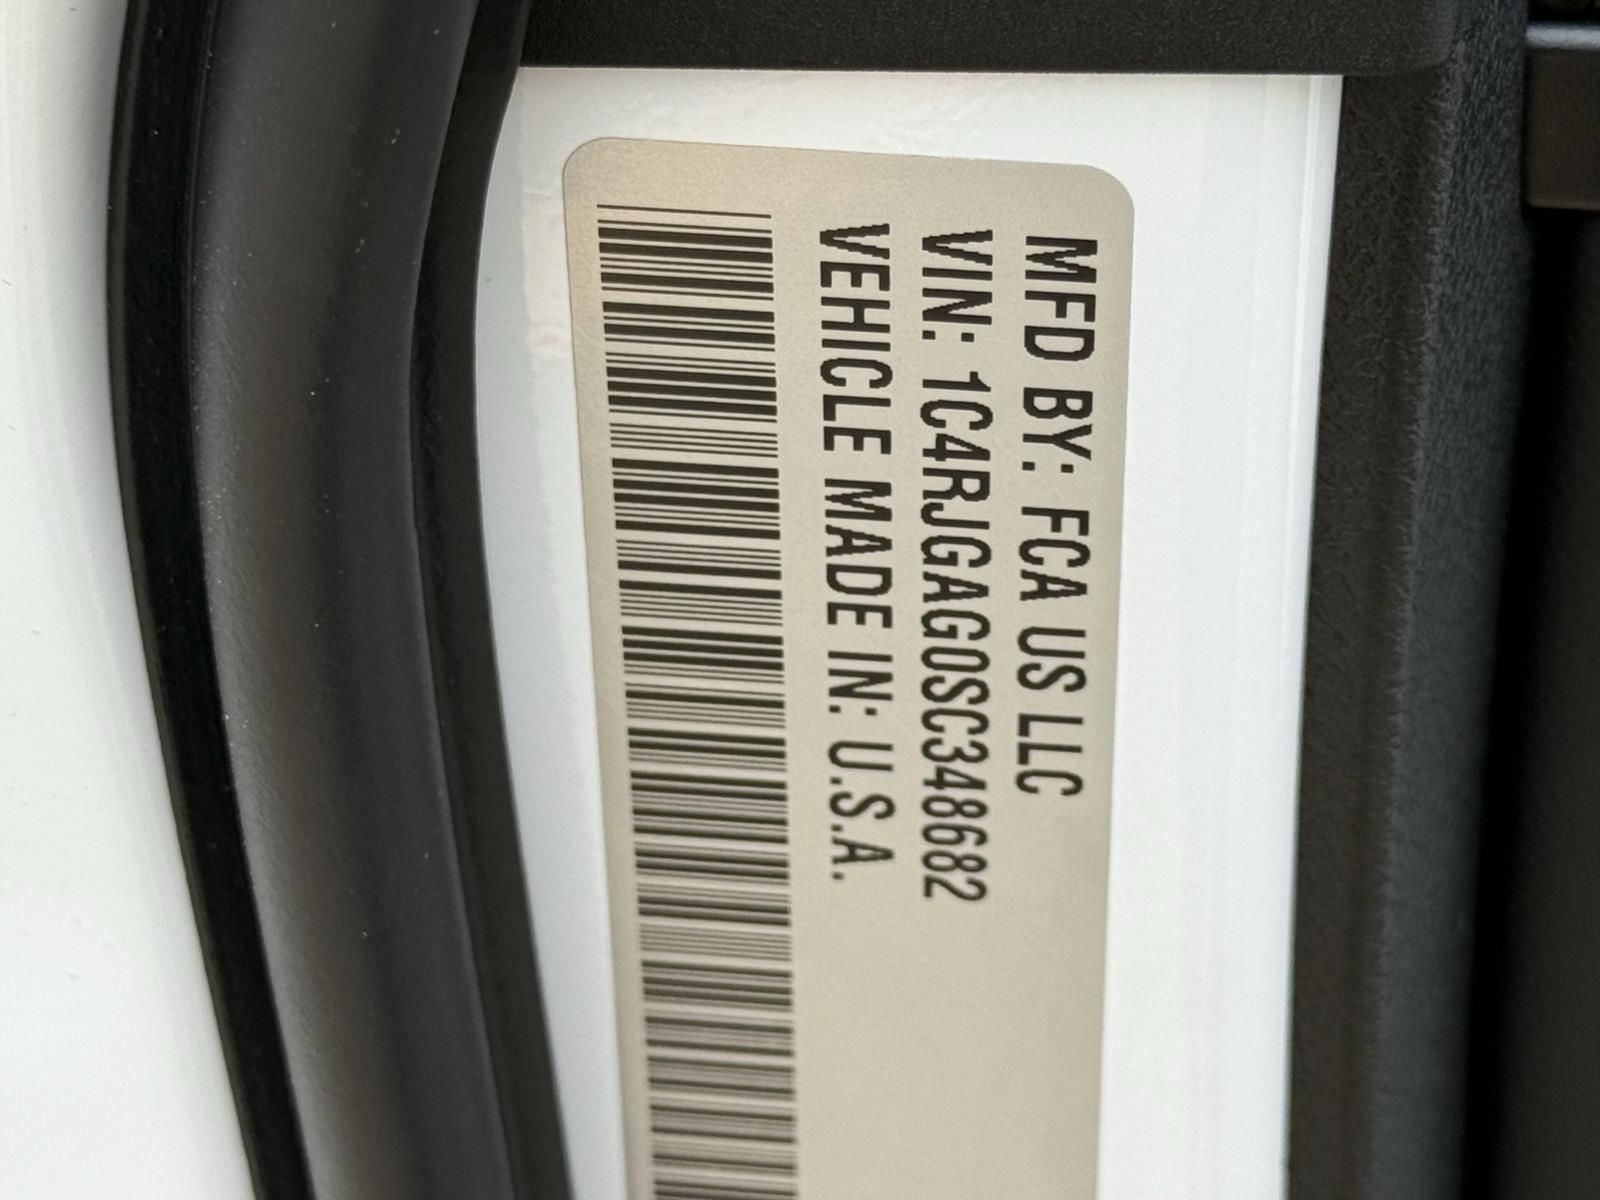 MFD BY: FCA US LLC
VIN: 1C4RJGAG0SC348682
VEHICLE MADE IN: U.S.A.